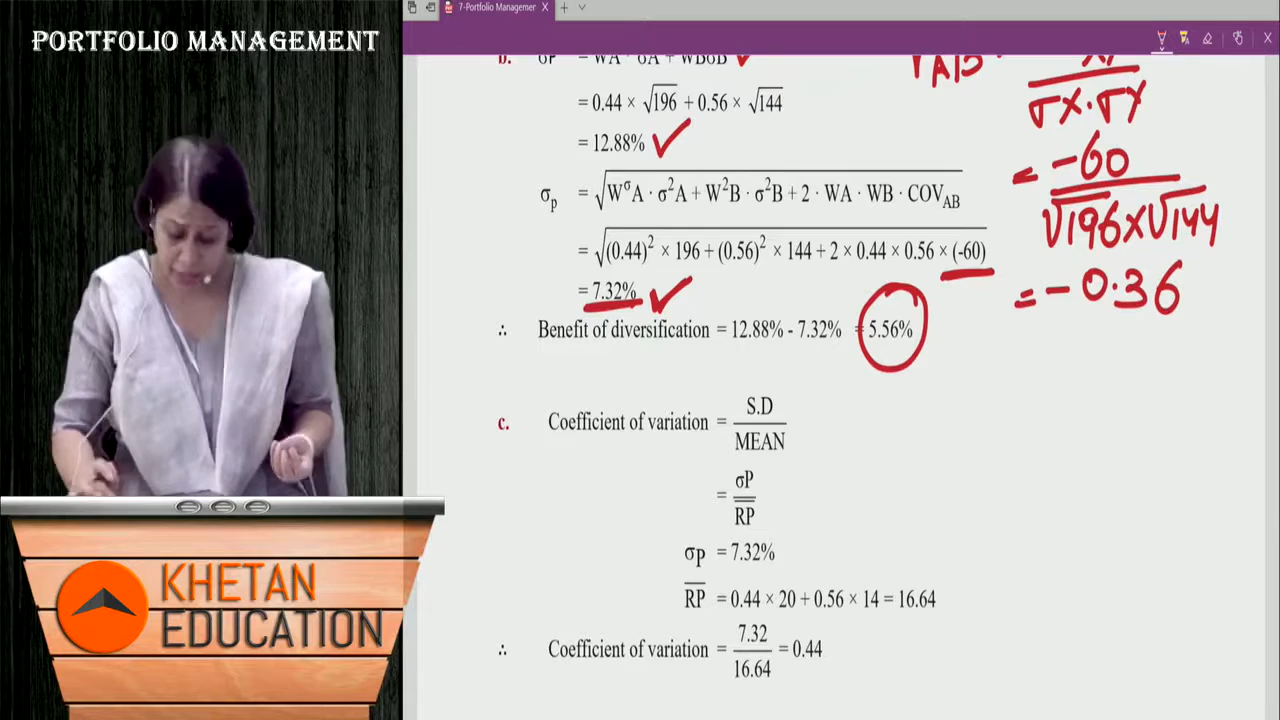 PORTFOLIO MANAGEMENT
7-Portfolio Managemer
= 0.44 × √196 + 0.56 × √144
= 12.88%
σp = √WσA · σ²A + W²B · σ²B + 2 · WA · WB · COVAB
= √(0.44)² × 196 + (0.56)² × 144 + 2 × 0.44 × 0.56 × (-60)
= 7.32%
∴ Benefit of diversification = 12.88% - 7.32% = 5.56%
c. Coefficient of variation = S.D
MEAN
= σP
RP
σp = 7.32%
RP = 0.44 × 20 + 0.56 × 14 = 16.64
∴ Coefficient of variation = 7.32
16.64
= 0.44
= -60
√196 × √144
= -0.36
KHETAN
EDUCATION